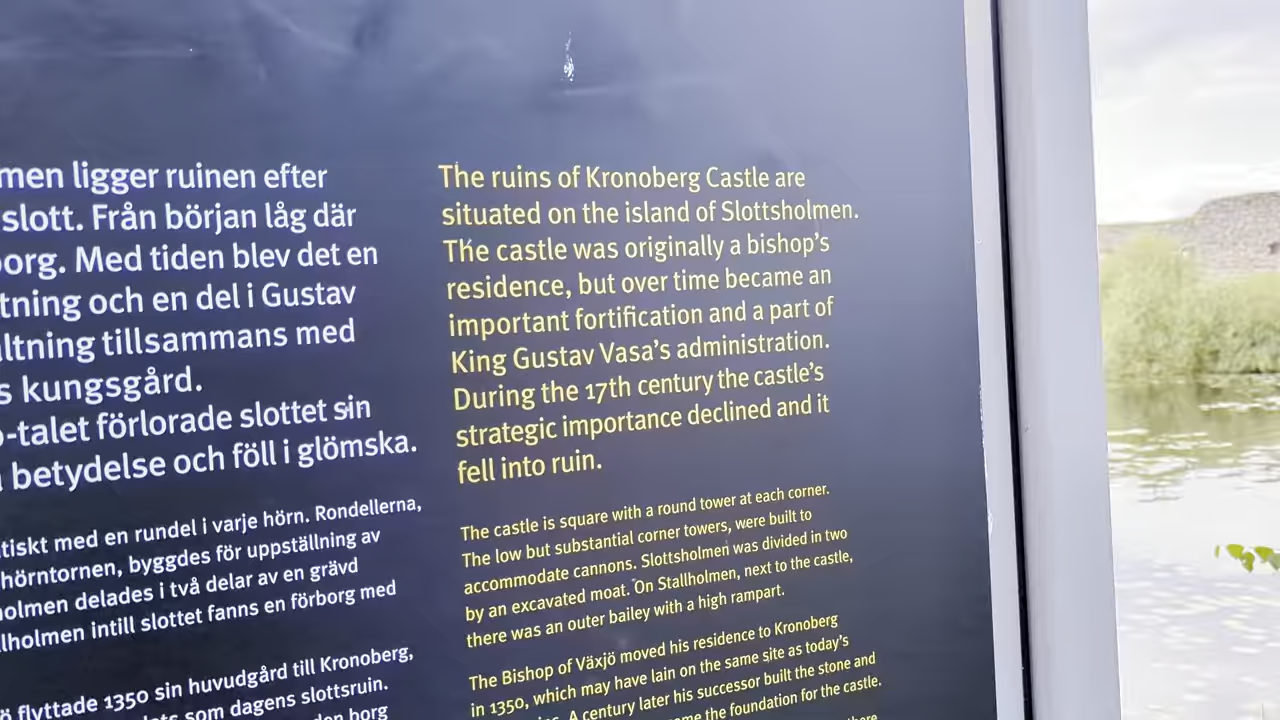 men ligger ruinen efter
slott. Från början låg där
borg. Med tiden blev det en
tning och en del i Gustav
ltning tillsammans med
s kungsgård.
-talet förlorade slottet sin
betydelse och föll i glömska.
tiskt med en rundel i varje hörn. Rondellerna,
hörntornen, byggdes för uppställning av
holmen delades i två delar av en grävd
lholmen intill slottet fanns en förborg med
ö flyttade 1350 sin huvudgård till Kronoberg,
som dagens slottsruin.
borg
The ruins of Kronoberg Castle are
situated on the island of Slottsholmen.
The castle was originally a bishop’s
residence, but over time became an
important fortification and a part of
King Gustav Vasa’s administration.
During the 17th century the castle’s
strategic importance declined and it
fell into ruin.
The castle is square with a round tower at each corner.
The low but substantial corner towers, were built to
accommodate cannons. Slottsholmen was divided in two
by an excavated moat. On Stallholmen, next to the castle,
there was an outer bailey with a high rampart.
The Bishop of Växjö moved his residence to Kronoberg
in 1350, which may have lain on the same site as today’s
A century later his successor built the stone and
the foundation for the castle.
there